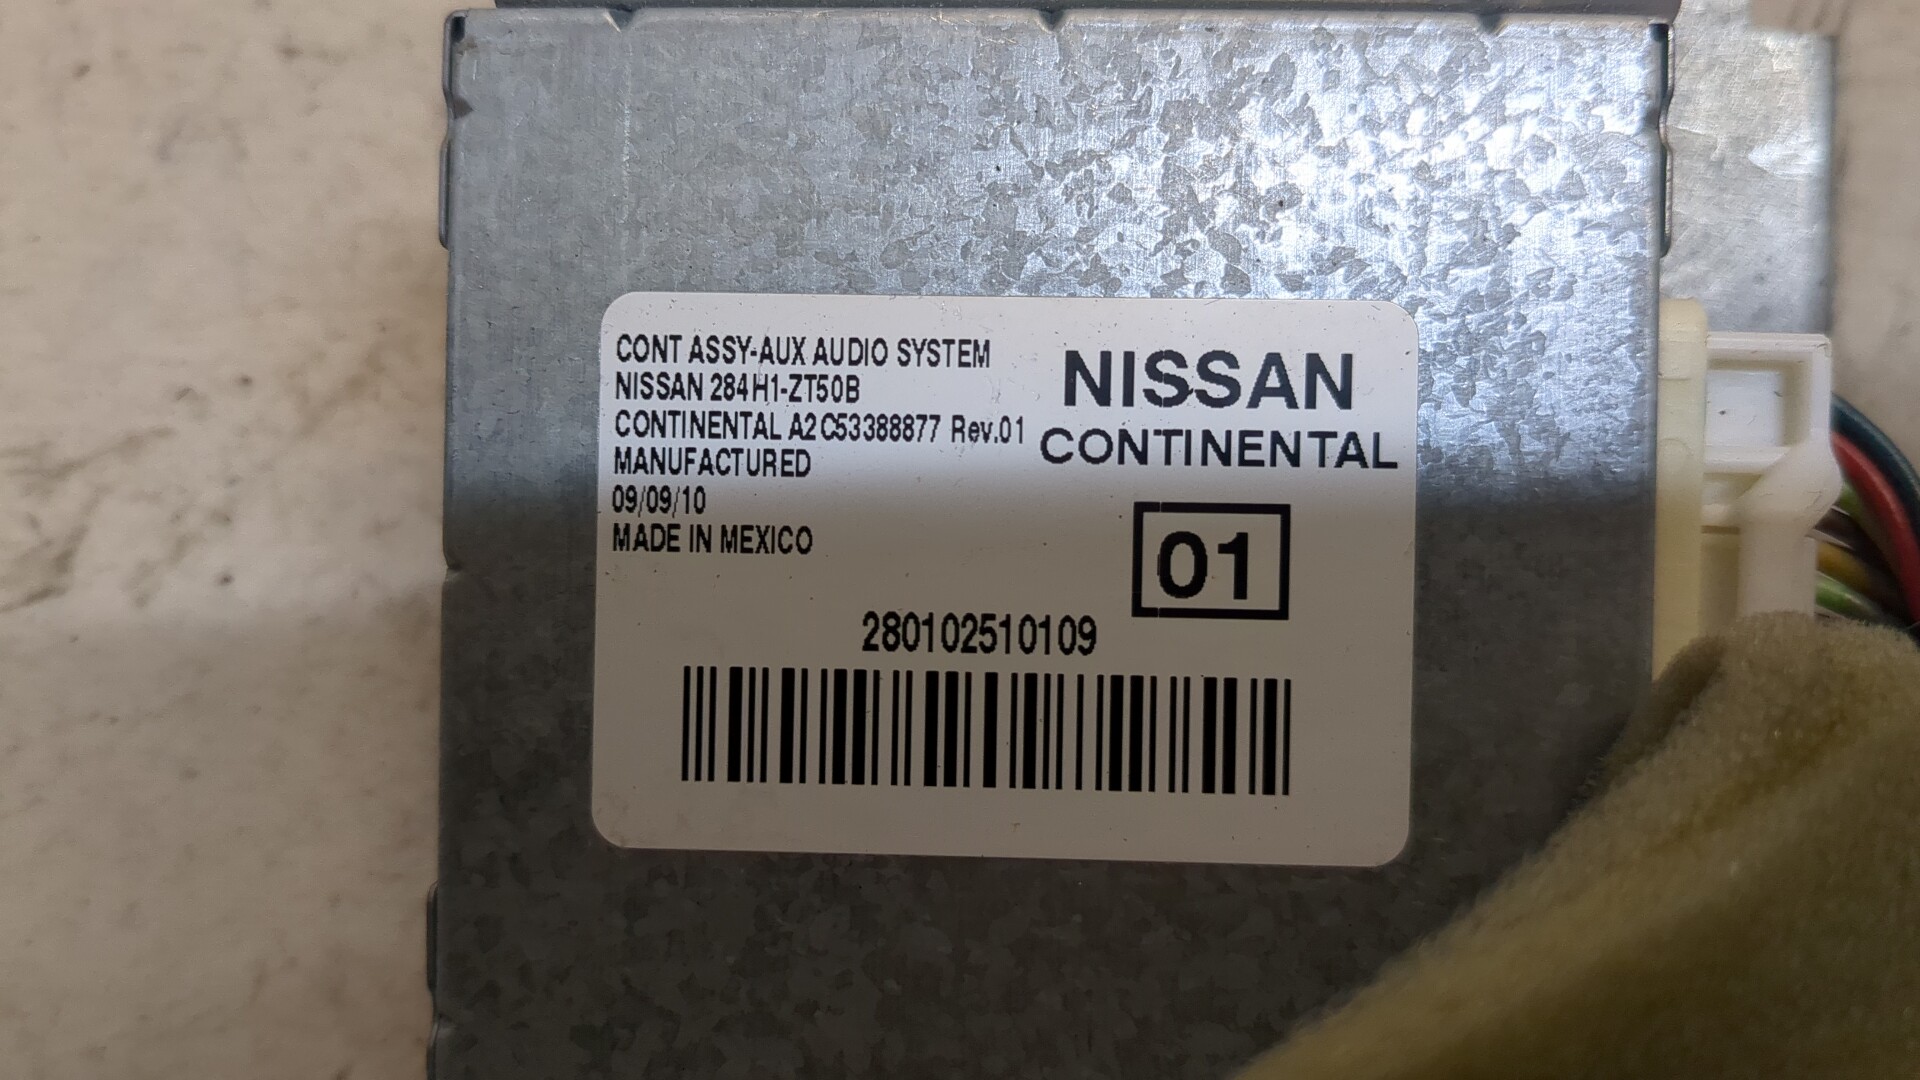 CONT ASSY-AUX AUDIO SYSTEM
NISSAN 284H1-ZT50B
CONTINENTAL A2C53388877 Rev.01
MANUFACTURED
09/09/10
MADE IN MEXICO
NISSAN
CONTINENTAL
01
280102510109